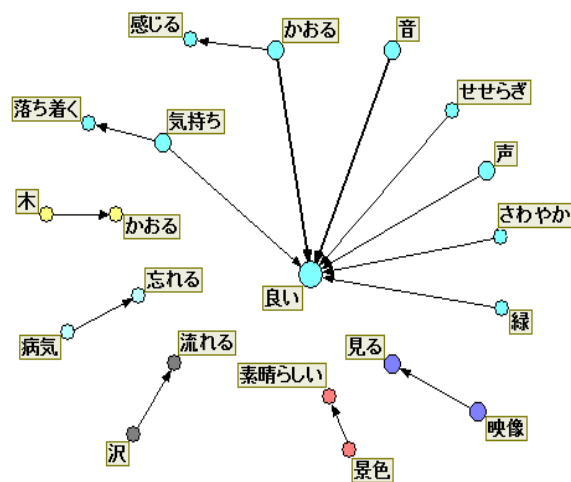 感じる
かおる
音
せせらぎ
落ち着く
気持ち
声
木
かおる
さわやか
忘れる
良い
緑
病気
流れる
見る
素晴らしい
沢
景色
映像